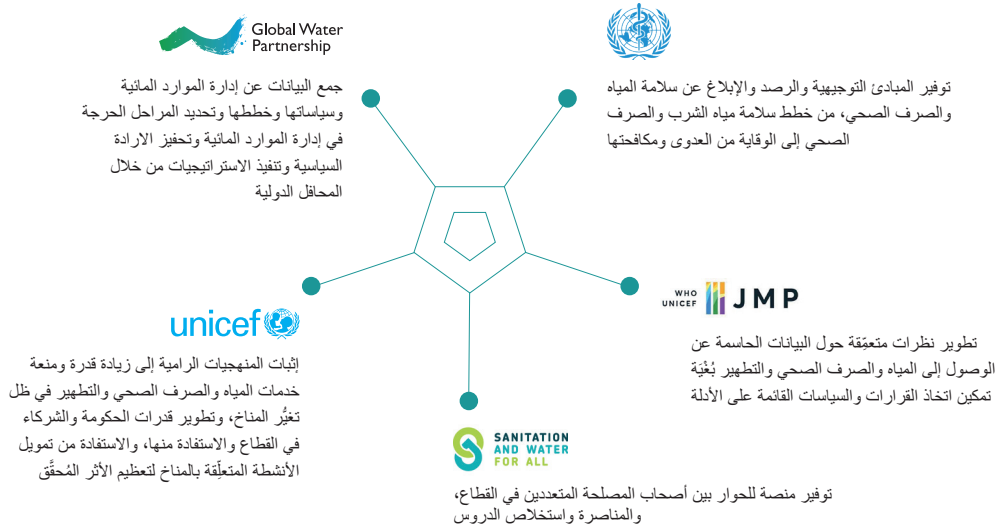 توفير المبادئ التوجيهية والرصد والإبلاغ عن سلامة المياه
والصرف الصحي، من خطط سلامة مياه الشرب والصرف
الصحي إلى الوقاية من العدوى ومكافحتها
Global Water
Partnership
جمع البيانات عن إدارة الموارد المائية
وسياساتها وخططها وتحديد المراحل الحرجة
في إدارة الموارد المائية وتحفيز الارادة
السياسية وتنفيذ الاستراتيجيات من خلال
المحافل الدولية
WHO
UNICEF
JMP
تطوير نظرات متعمّقة حول البيانات الحاسمة عن
الوصول إلى المياه والصرف الصحي والتطهير بُغْيَة
تمكين اتخاذ القرارات والسياسات القائمة على الأدلة
unicef
إثبات المنهجيات الرامية إلى زيادة قدرة ومنعة
خدمات المياه والصرف الصحي والتطهير في ظل
تغيُّر المناخ، وتطوير قدرات الحكومة والشركاء
في القطاع والاستفادة منها، والاستفادة من تمويل
الأنشطة المتعلِّقة بالمناخ لتعظيم الأثر المُحقَّق
SANITATION
AND WATER
FOR ALL
توفير منصة للحوار بين أصحاب المصلحة المتعددين في القطاع،
والمناصرة واستخلاص الدروس